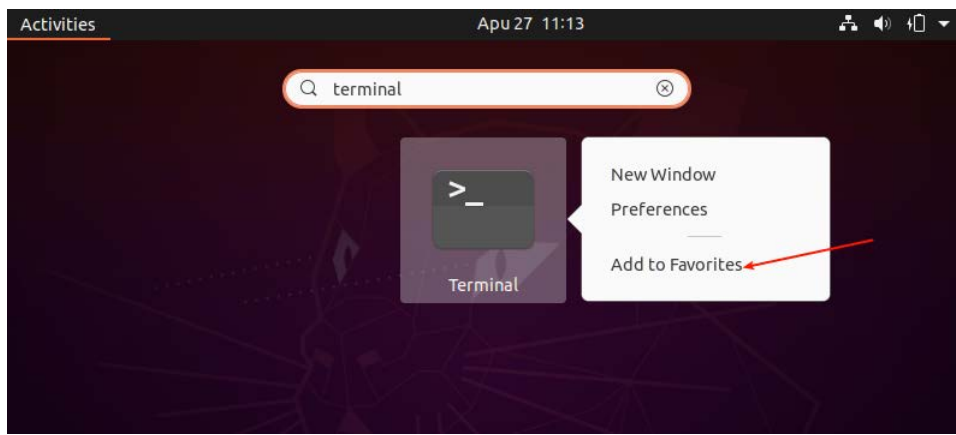 Activities
Apu 27 11:13
terminal
>_
Terminal
New Window
Preferences
Add to Favorites